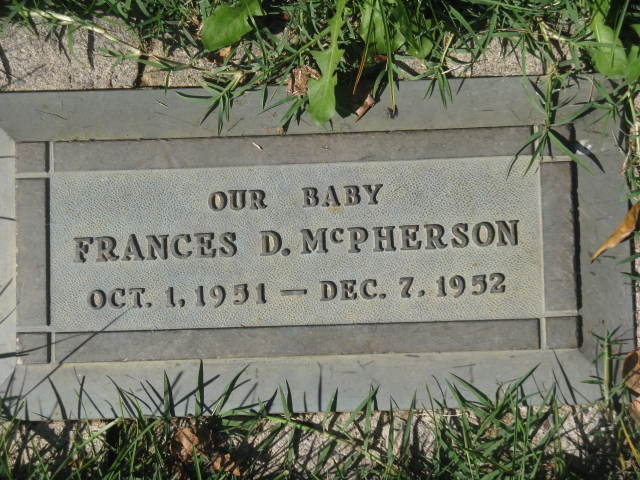 OUR BABY
FRANCES D. McPHERSON
OCT. 1, 1951 — DEC. 7, 1952